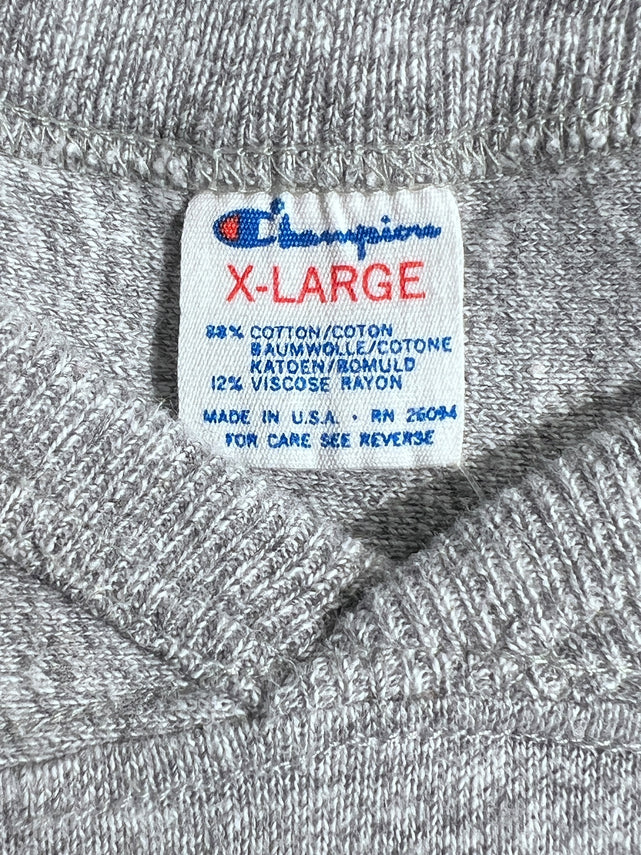 Champion
X-LARGE
88% COTTON/COTON
BAUMWOLLE/COTONE
KATOEN/BOMULD
12% VISCOSE RAYON
MADE IN U.S.A. • RN 26094
FOR CARE SEE REVERSE